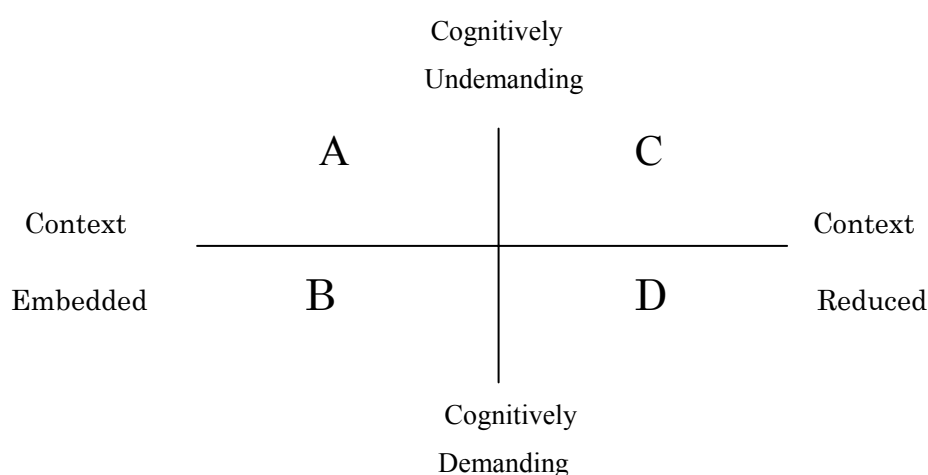 Cognitively
Undemanding
A C
Context Context
B D
Embedded Reduced
Cognitively
Demanding